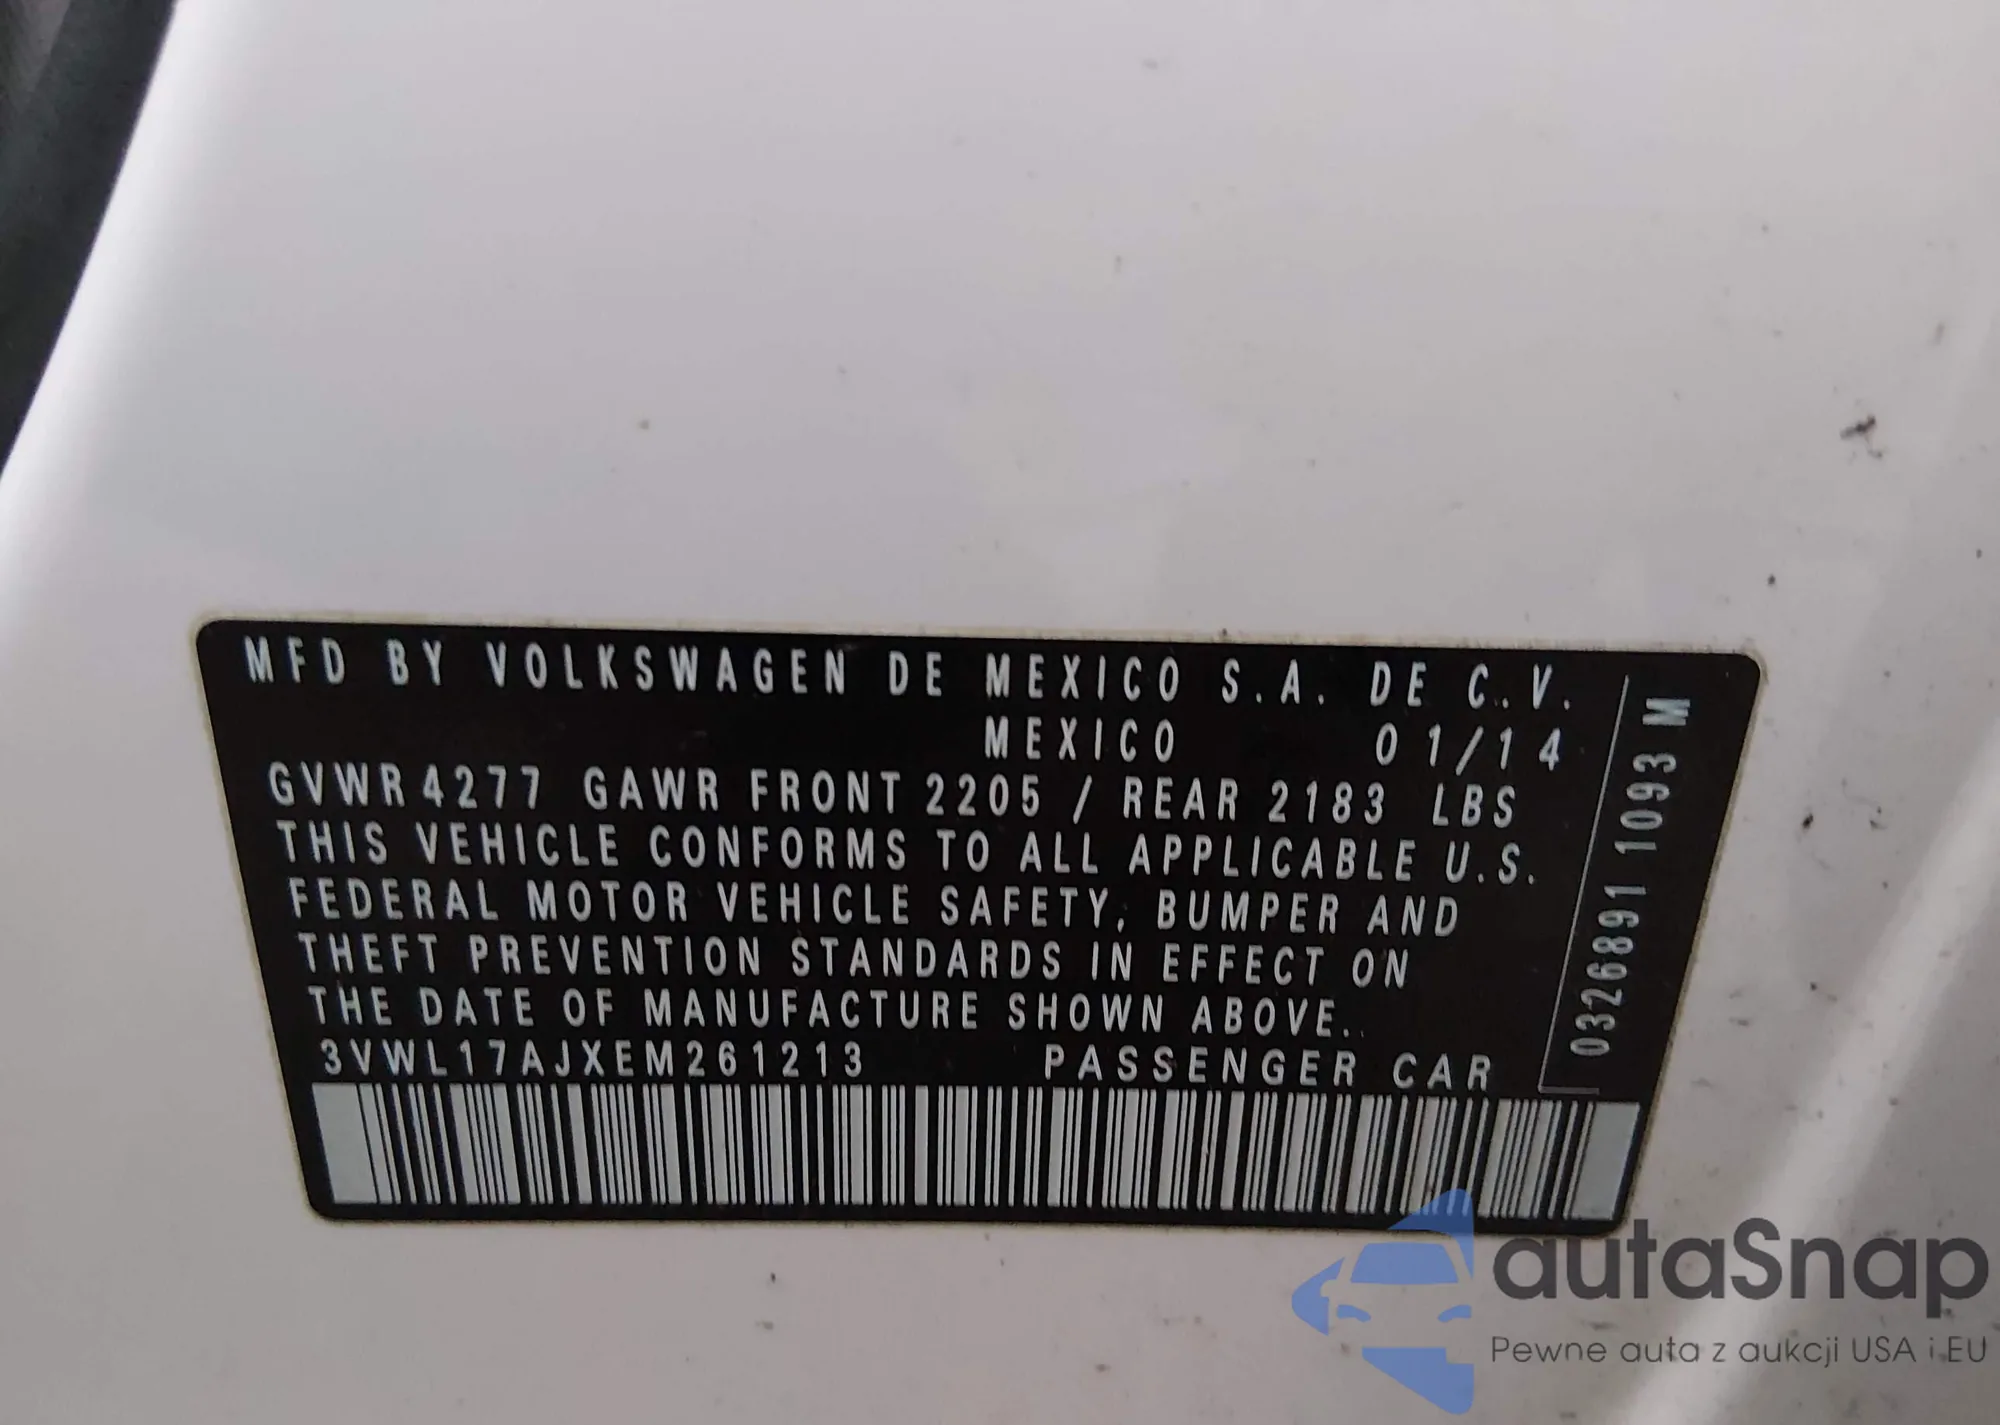 MFD BY VOLKSWAGEN DE MEXICO S.A. DE C.V.
MEXICO 01/14
GVWR 4277 GAWR FRONT 2205 / REAR 2183 LBS
THIS VEHICLE CONFORMS TO ALL APPLICABLE U.S.
FEDERAL MOTOR VEHICLE SAFETY, BUMPER AND
THEFT PREVENTION STANDARDS IN EFFECT ON
THE DATE OF MANUFACTURE SHOWN ABOVE.
3VWL17AJXEM261213 PASSENGER CAR
0326891 1093 M
autaSnap
Pewne auta z aukcji USA i EU